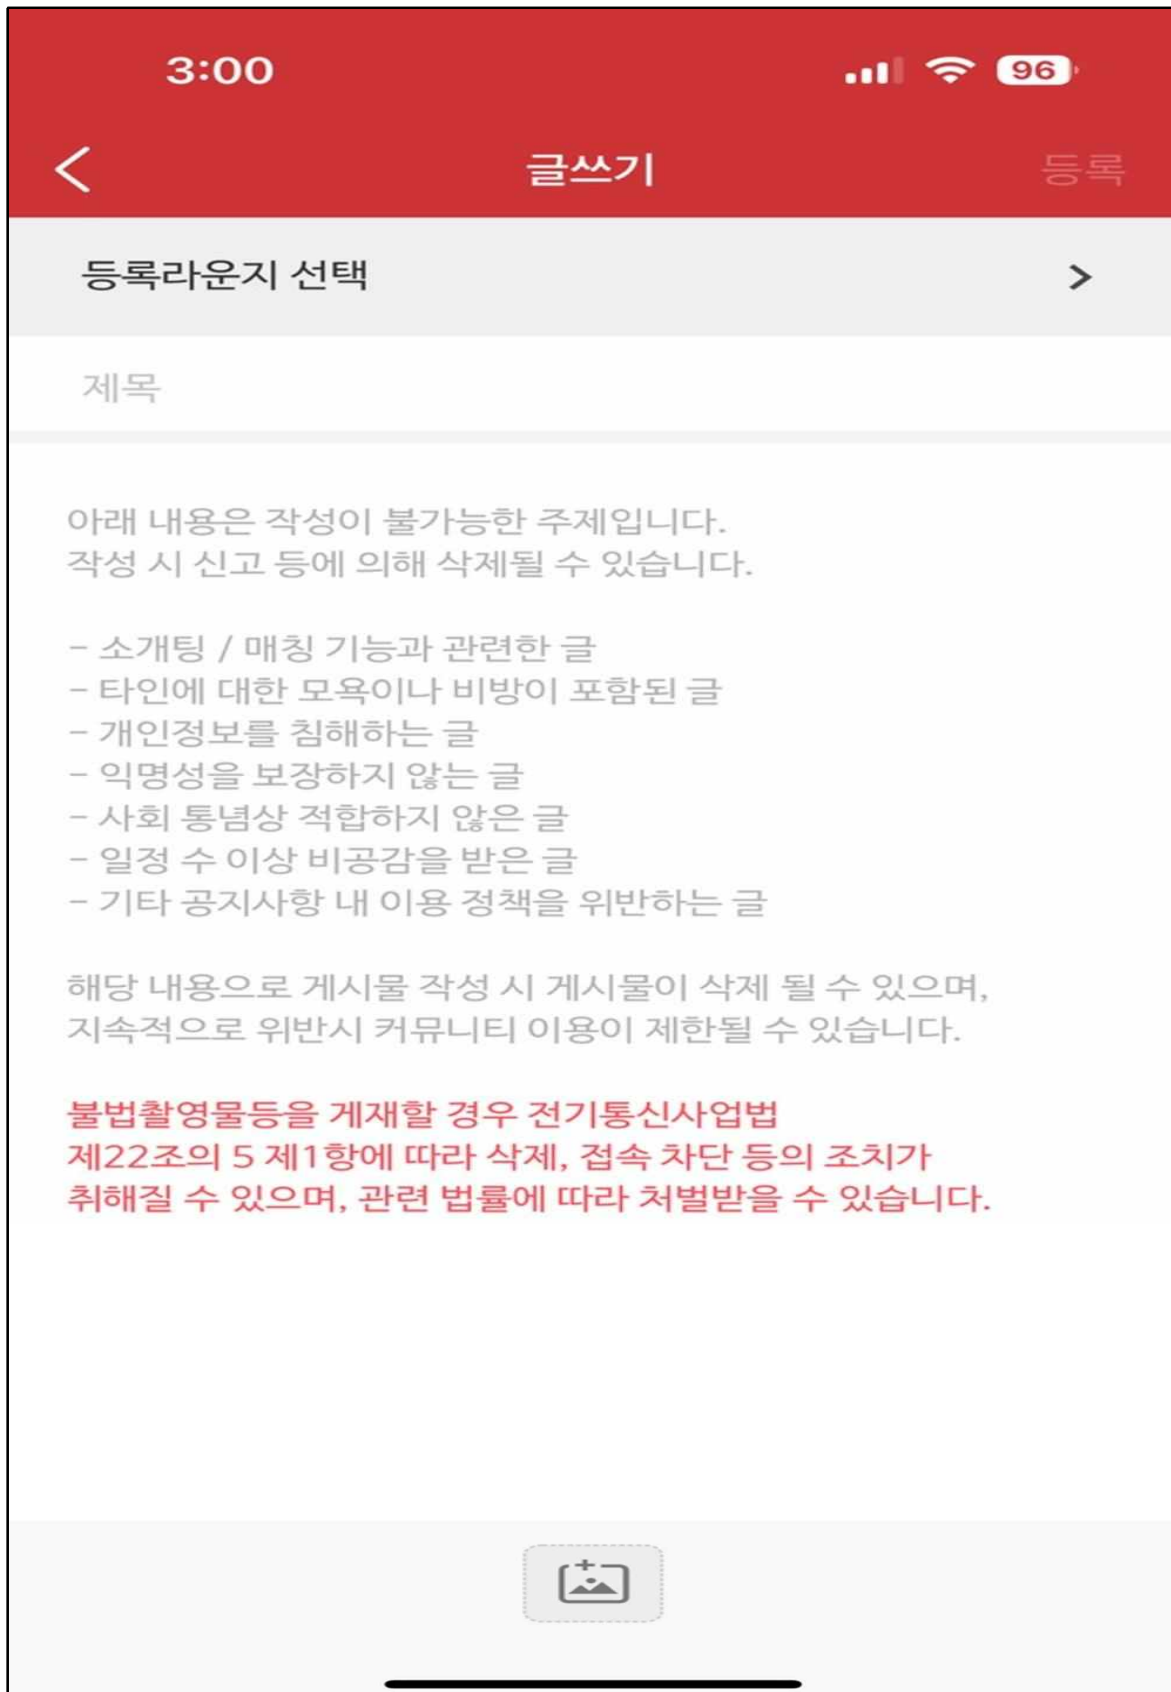 3:00
96
글쓰기
등록
등록라운지 선택
제목
아래 내용은 작성이 불가능한 주제입니다.
작성 시 신고 등에 의해 삭제될 수 있습니다.
- 소개팅 / 매칭 기능과 관련한 글
- 타인에 대한 모욕이나 비방이 포함된 글
- 개인정보를 침해하는 글
- 익명성을 보장하지 않는 글
- 사회 통념상 적합하지 않은 글
- 일정 수 이상 비공감을 받은 글
- 기타 공지사항 내 이용 정책을 위반하는 글
해당 내용으로 게시물 작성 시 게시물이 삭제 될 수 있으며,
지속적으로 위반시 커뮤니티 이용이 제한될 수 있습니다.
불법촬영물등을 게재할 경우 전기통신사업법
제22조의 5 제1항에 따라 삭제, 접속 차단 등의 조치가
취해질 수 있으며, 관련 법률에 따라 처벌받을 수 있습니다.